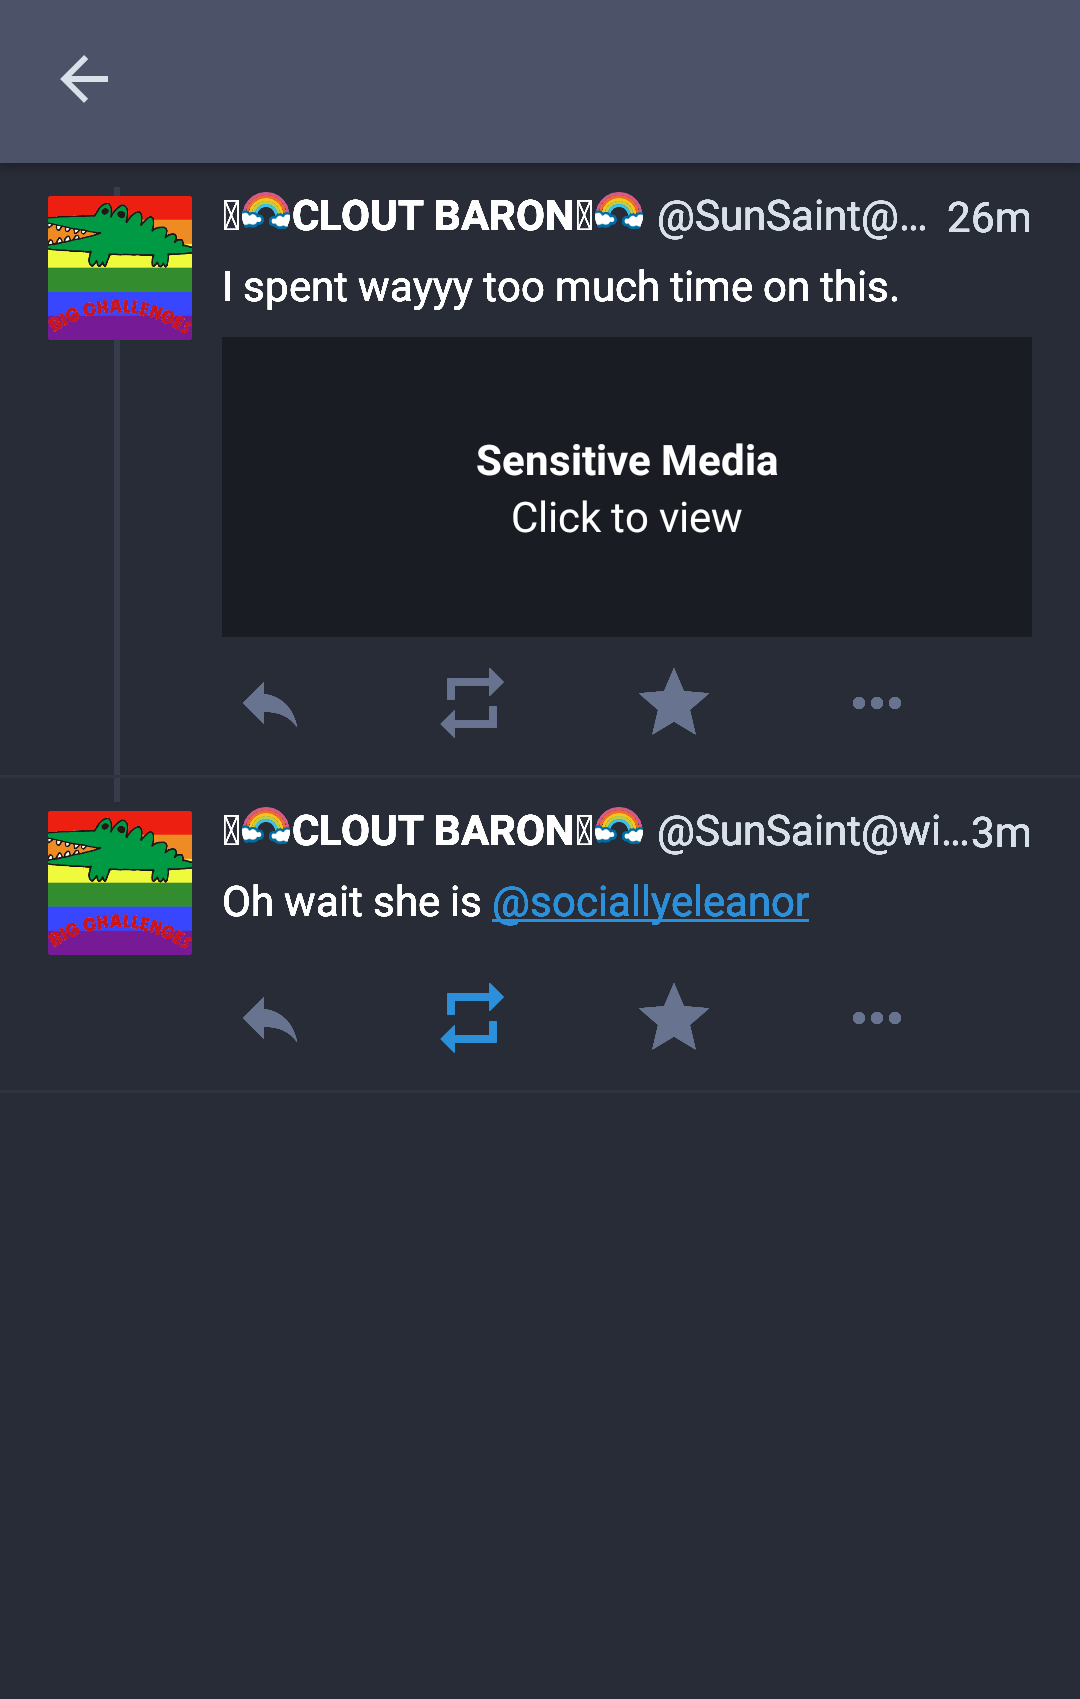 🌈CLOUT BARON🌈 @SunSaint@... 26m
I spent wayyy too much time on this.
Sensitive Media
Click to view
BIG CHALLENGES
🌈CLOUT BARON🌈 @SunSaint@wi...3m
Oh wait she is @sociallyeleanor
BIG CHALLENGES